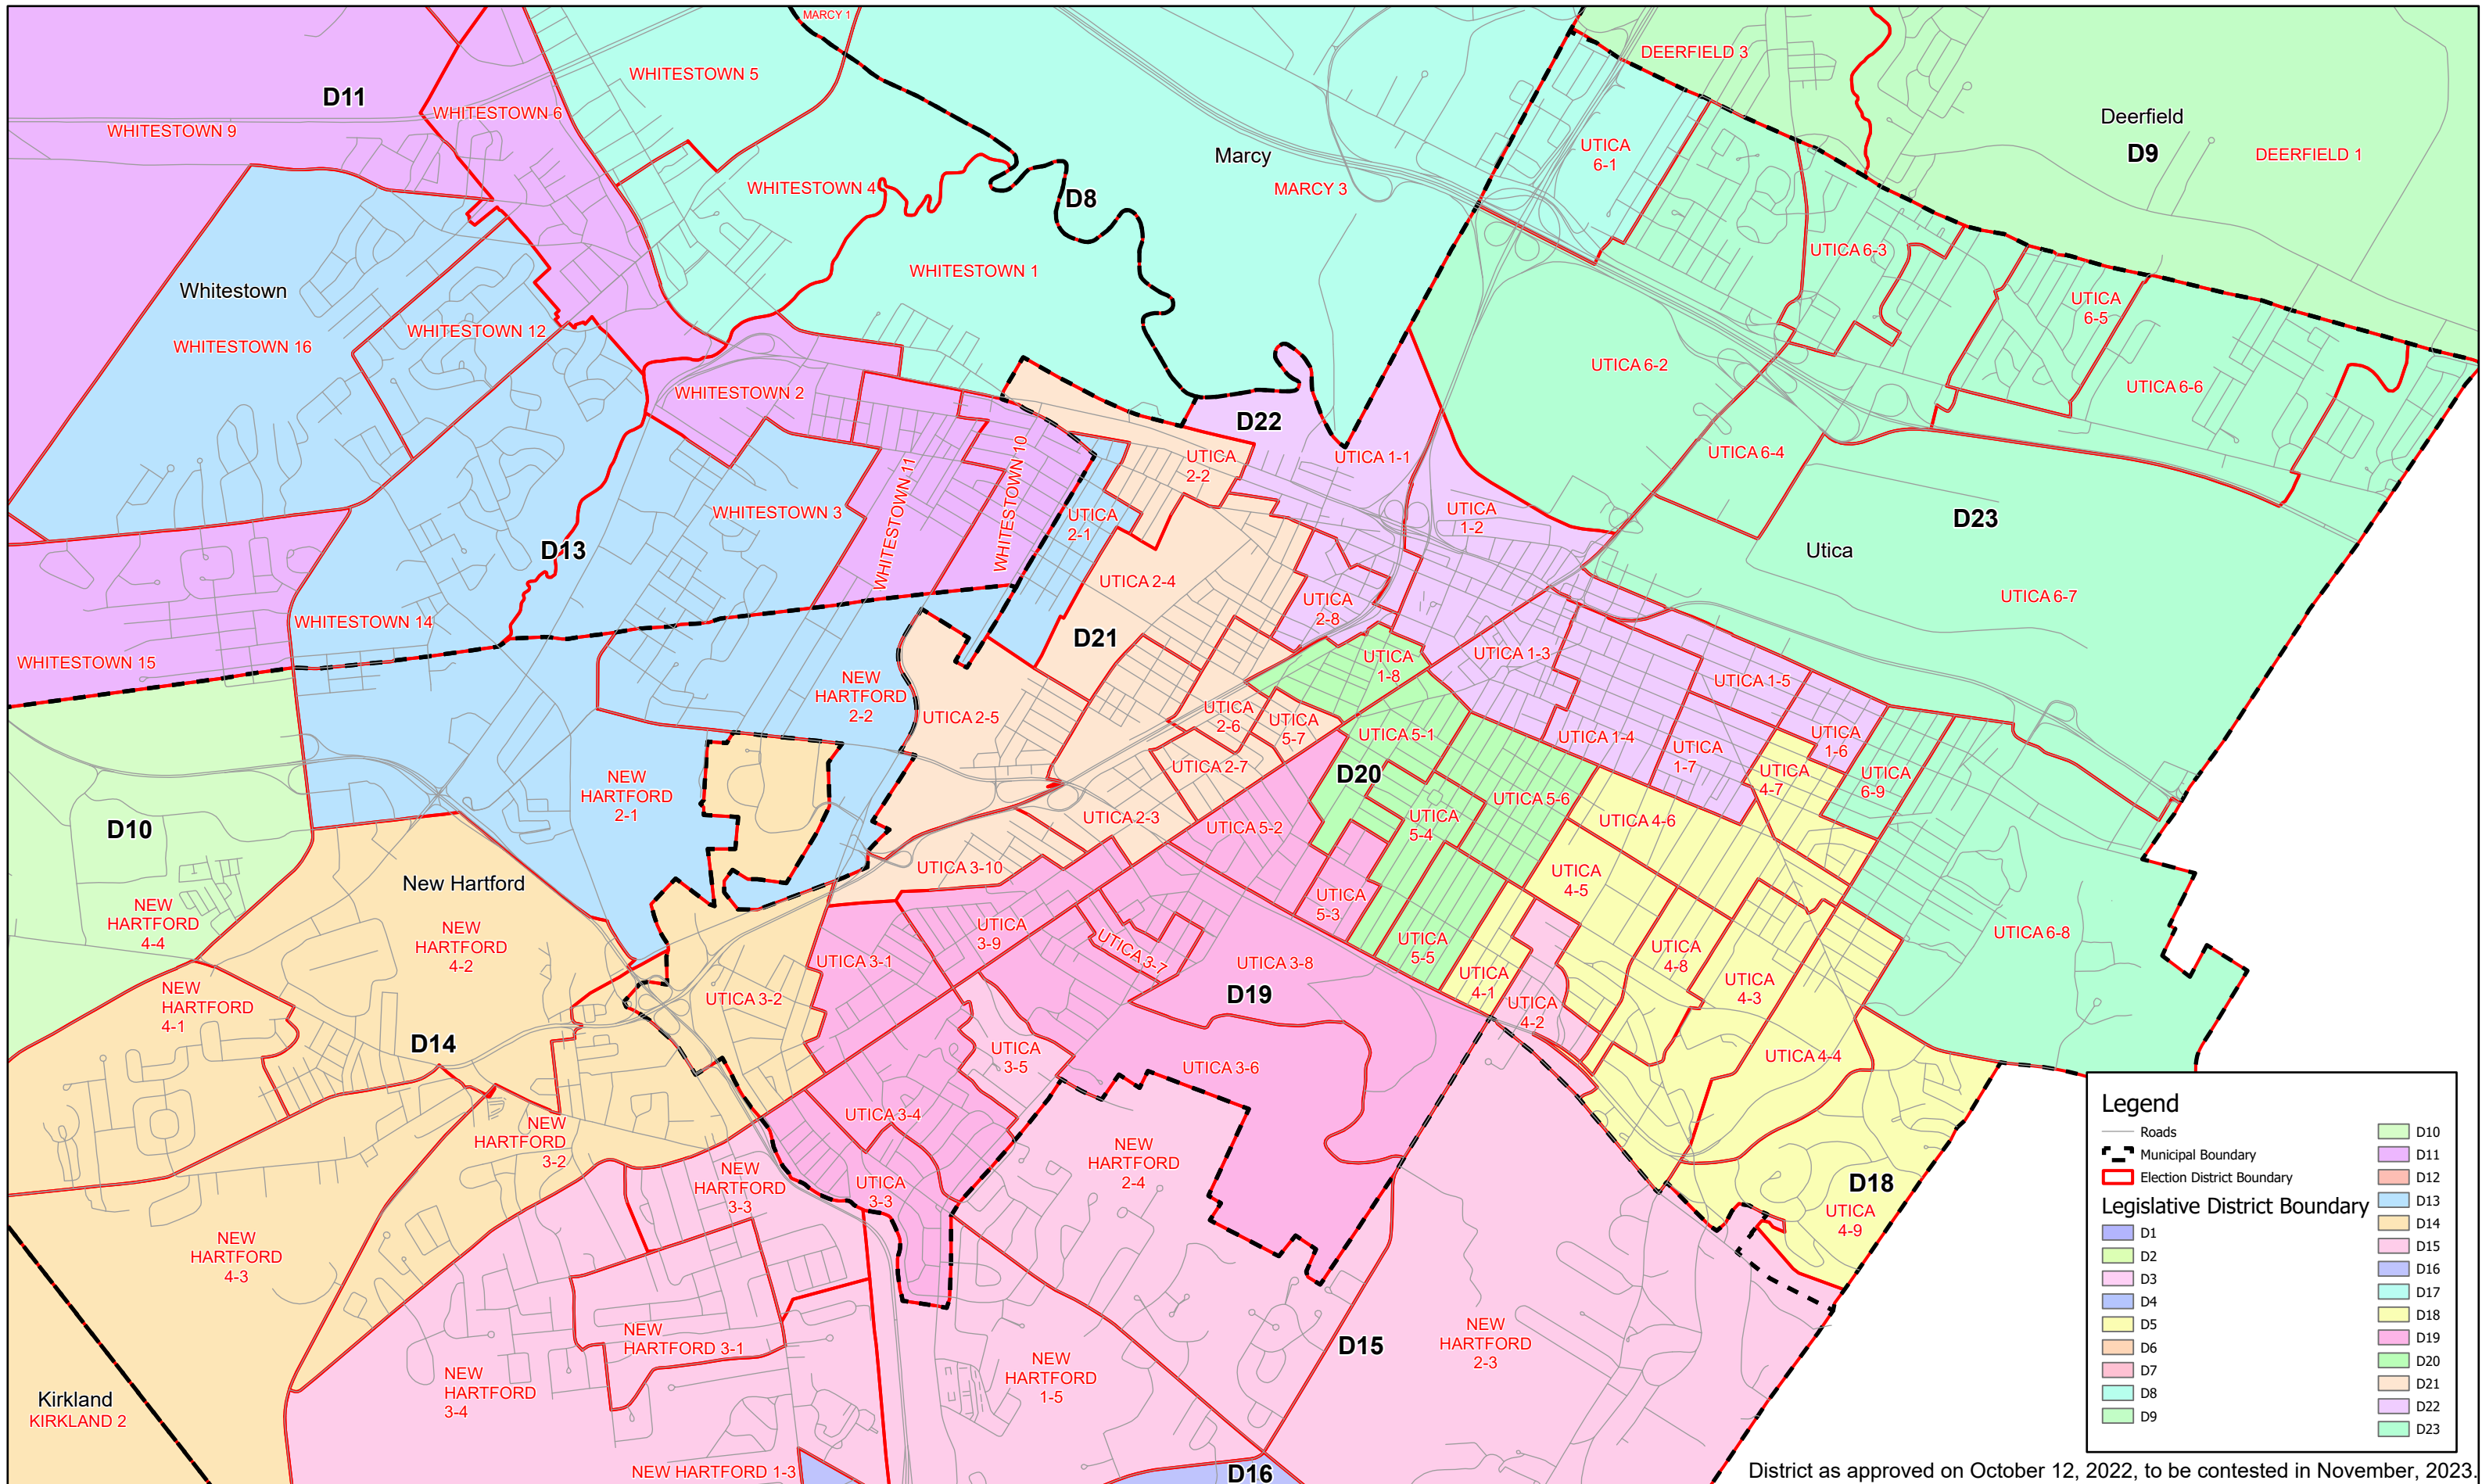 MARCY 1
DEERFIELD 3
WHITESTOWN 5
D11
WHITESTOWN 6
Deerfield
WHITESTOWN 9
UTICA
6-1
D9
DEERFIELD 1
Marcy
WHITESTOWN 4
MARCY 3
D8
UTICA 6-3
WHITESTOWN 1
Whitestown
UTICA
6-5
WHITESTOWN 12
WHITESTOWN 16
UTICA 6-2
UTICA 6-6
WHITESTOWN 2
D22
UTICA 6-4
UTICA 1-1
UTICA
2-2
WHITESTOWN 10
WHITESTOWN 11
WHITESTOWN 3
UTICA
2-1
UTICA
1-2
D23
D13
Utica
UTICA 2-4
UTICA
2-8
UTICA 6-7
WHITESTOWN 14
D21
UTICA 1-3
WHITESTOWN 15
UTICA
1-8
UTICA 1-5
NEW
HARTFORD
2-2
UTICA 2-5
UTICA
2-6
UTICA
5-7
UTICA 5-1
UTICA 1-4
UTICA
1-7
UTICA
1-6
UTICA 2-7
D20
UTICA
4-7
UTICA
6-9
NEW
HARTFORD
2-1
UTICA 5-6
D10
UTICA 2-3
UTICA 5-2
UTICA
5-4
UTICA 4-6
UTICA 3-10
UTICA
4-5
New Hartford
UTICA
5-3
NEW
HARTFORD
4-4
NEW
HARTFORD
4-2
UTICA
3-9
UTICA 3-7
UTICA
5-5
UTICA
4-8
UTICA 6-8
UTICA 3-1
UTICA 3-8
UTICA
4-1
UTICA
4-3
NEW
HARTFORD
4-1
UTICA 3-2
D19
UTICA
4-2
D14
UTICA
3-5
UTICA 3-6
UTICA 4-4
UTICA 3-4
NEW
HARTFORD
3-2
NEW
HARTFORD
2-4
NEW
HARTFORD
3-3
UTICA
3-3
D18
UTICA
4-9
NEW
HARTFORD
4-3
NEW
HARTFORD 3-1
D15
NEW
HARTFORD
2-3
NEW
HARTFORD
3-4
NEW
HARTFORD
1-5
Kirkland
KIRKLAND 2
NEW HARTFORD 1-3
D16
Legend
Roads
Municipal Boundary
Election District Boundary
Legislative District Boundary
D1
D2
D3
D4
D5
D6
D7
D8
D9
D10
D11
D12
D13
D14
D15
D16
D17
D18
D19
D20
D21
D22
D23
District as approved on October 12, 2022, to be contested in November, 2023.